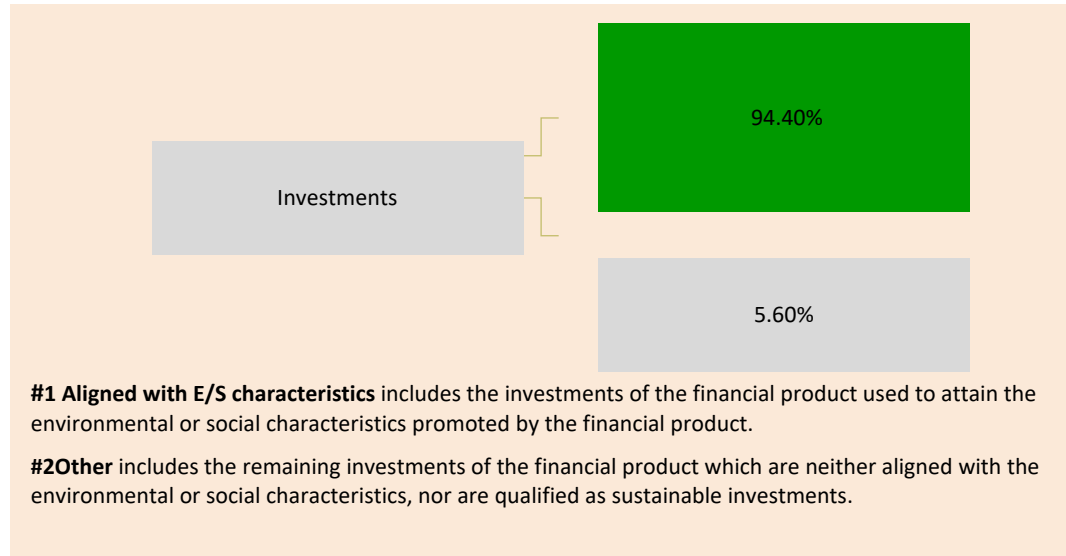 94.40%
Investments
5.60%
#1 Aligned with E/S characteristics includes the investments of the financial product used to attain the
environmental or social characteristics promoted by the financial product.
#2Other includes the remaining investments of the financial product which are neither aligned with the
environmental or social characteristics, nor are qualified as sustainable investments.